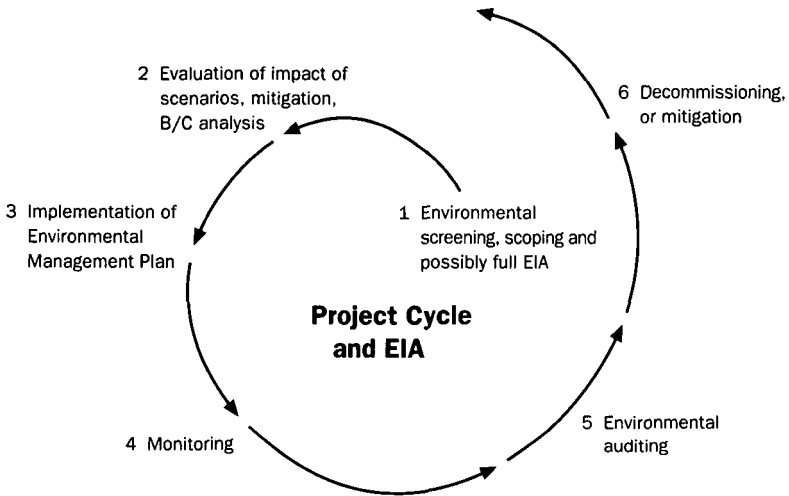 2 Evaluation of impact of
scenarios, mitigation,
B/C analysis
6 Decommissioning,
or mitigation
3 Implementation of
Environmental
Management Plan
1 Environmental
screening, scoping and
possibly full EIA
Project Cycle
and EIA
4 Monitoring
5 Environmental
auditing